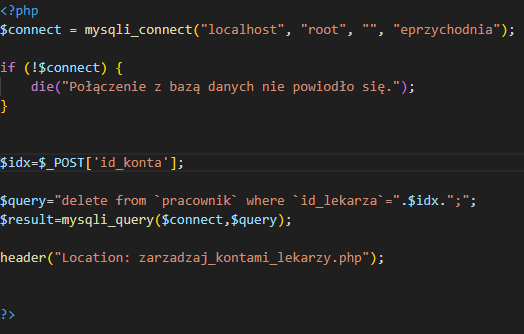 <?php
$connect = mysqli_connect("localhost", "root", "", "eprzychodnia");
if (!$connect) {
die("Połączenie z bazą danych nie powiodło się.");
}
$idx=$_POST['id_konta'];
$query="delete from `pracownik` where `id_lekarza`=".$idx.";";
$result=mysqli_query($connect,$query);
header("Location: zarzadzaj_kontami_lekarzy.php");
?>